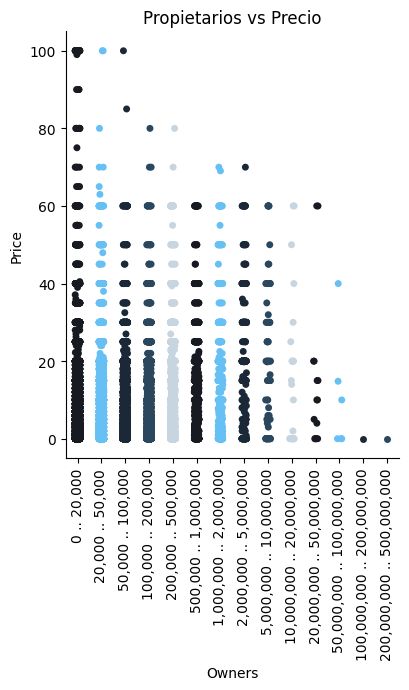 Propietarios vs Precio
Price
100
80
60
40
20
0
0 .. 20,000
20,000 .. 50,000
50,000 .. 100,000
100,000 .. 200,000
200,000 .. 500,000
500,000 .. 1,000,000
1,000,000 .. 2,000,000
2,000,000 .. 5,000,000
5,000,000 .. 10,000,000
10,000,000 .. 20,000,000
20,000,000 .. 50,000,000
50,000,000 .. 100,000,000
100,000,000 .. 200,000,000
200,000,000 .. 500,000,000
Owners